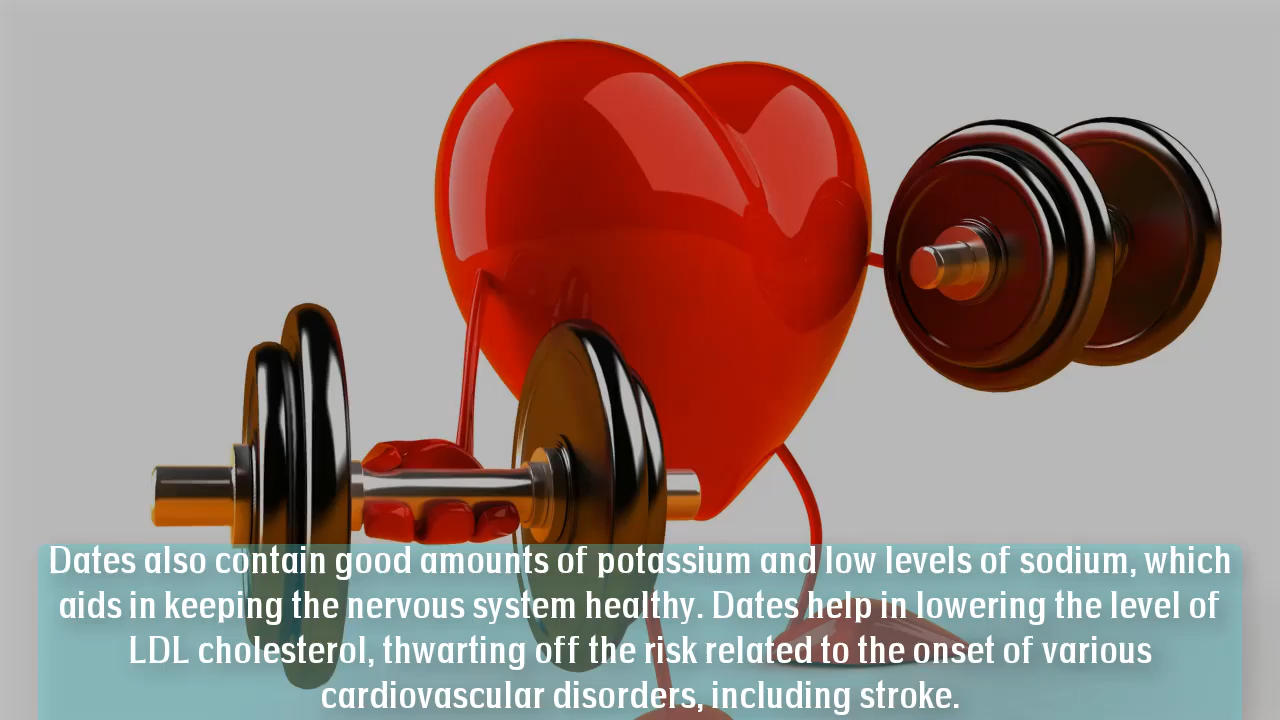 Dates also contain good amounts of potassium and low levels of sodium, which
aids in keeping the nervous system healthy. Dates help in lowering the level of
LDL cholesterol, thwarting off the risk related to the onset of various
cardiovascular disorders, including stroke.